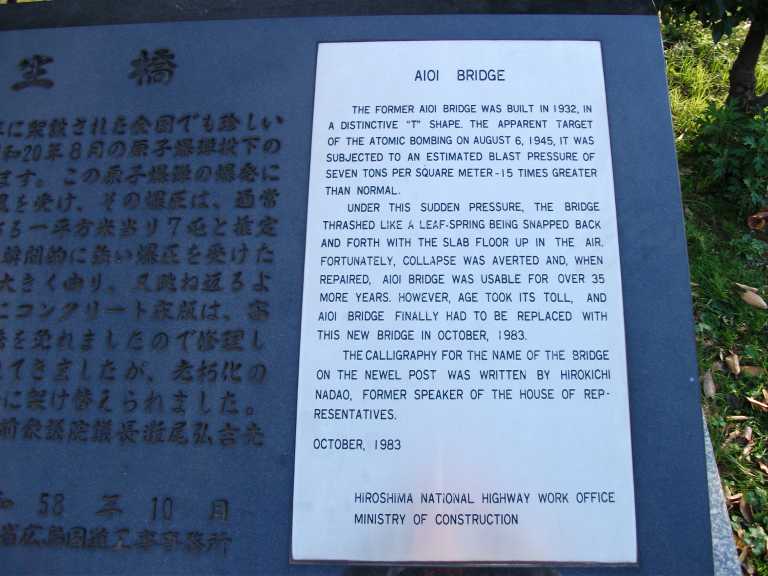 生 橋
に架設された全国でも珍しい
和20年8月の原子爆弾投下の
ます。この原子爆弾の爆発に
風を受け、その爆圧は、通常
る一平方米当り7屯と推定
瞬間的に強い爆圧を受けた
大きく曲り、又跳ね返るよ
コンクリート床版は、
を免れましたので修理し
てきましたが、老朽化の
に架け替えられました。
前衆議院議長灘尾弘吉先
和 58 年 10 月
省広島国道工事事務所
AIOI BRIDGE
THE FORMER AIOI BRIDGE WAS BUILT IN 1932, IN
A DISTINCTIVE "T" SHAPE. THE APPARENT TARGET
OF THE ATOMIC BOMBING ON AUGUST 6, 1945, IT WAS
SUBJECTED TO AN ESTIMATED BLAST PRESSURE OF
SEVEN TONS PER SQUARE METER-15 TIMES GREATER
THAN NORMAL.
UNDER THIS SUDDEN PRESSURE, THE BRIDGE
THRASHED LIKE A LEAF-SPRING BEING SNAPPED BACK
AND FORTH WITH THE SLAB FLOOR UP IN THE AIR.
FORTUNATELY, COLLAPSE WAS AVERTED AND, WHEN
REPAIRED, AIOI BRIDGE WAS USABLE FOR OVER 35
MORE YEARS. HOWEVER, AGE TOOK ITS TOLL, AND
AIOI BRIDGE FINALLY HAD TO BE REPLACED WITH
THIS NEW BRIDGE IN OCTOBER, 1983.
THE CALLIGRAPHY FOR THE NAME OF THE BRIDGE
ON THE NEWEL POST WAS WRITTEN BY HIROKICHI
NADAO, FORMER SPEAKER OF THE HOUSE OF REP-
RESENTATIVES.
OCTOBER, 1983
HIROSHIMA NATIONAL HIGHWAY WORK OFFICE
MINISTRY OF CONSTRUCTION